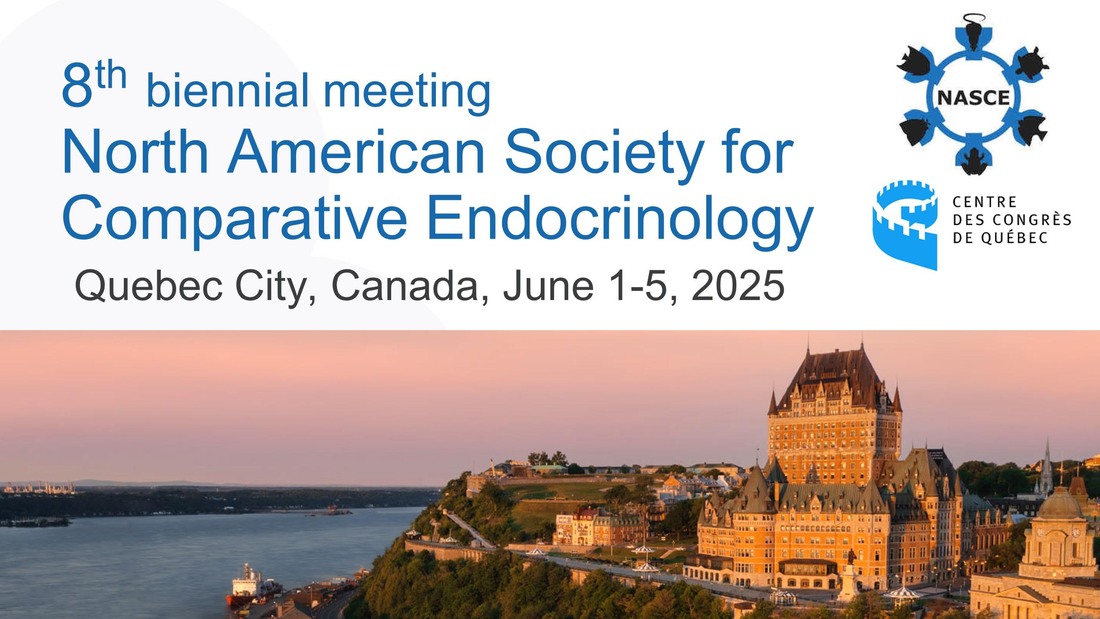 8th biennial meeting
North American Society for
Comparative Endocrinology
Quebec City, Canada, June 1-5, 2025
NASCE
CENTRE
DES CONGRÈS
DE QUÉBEC